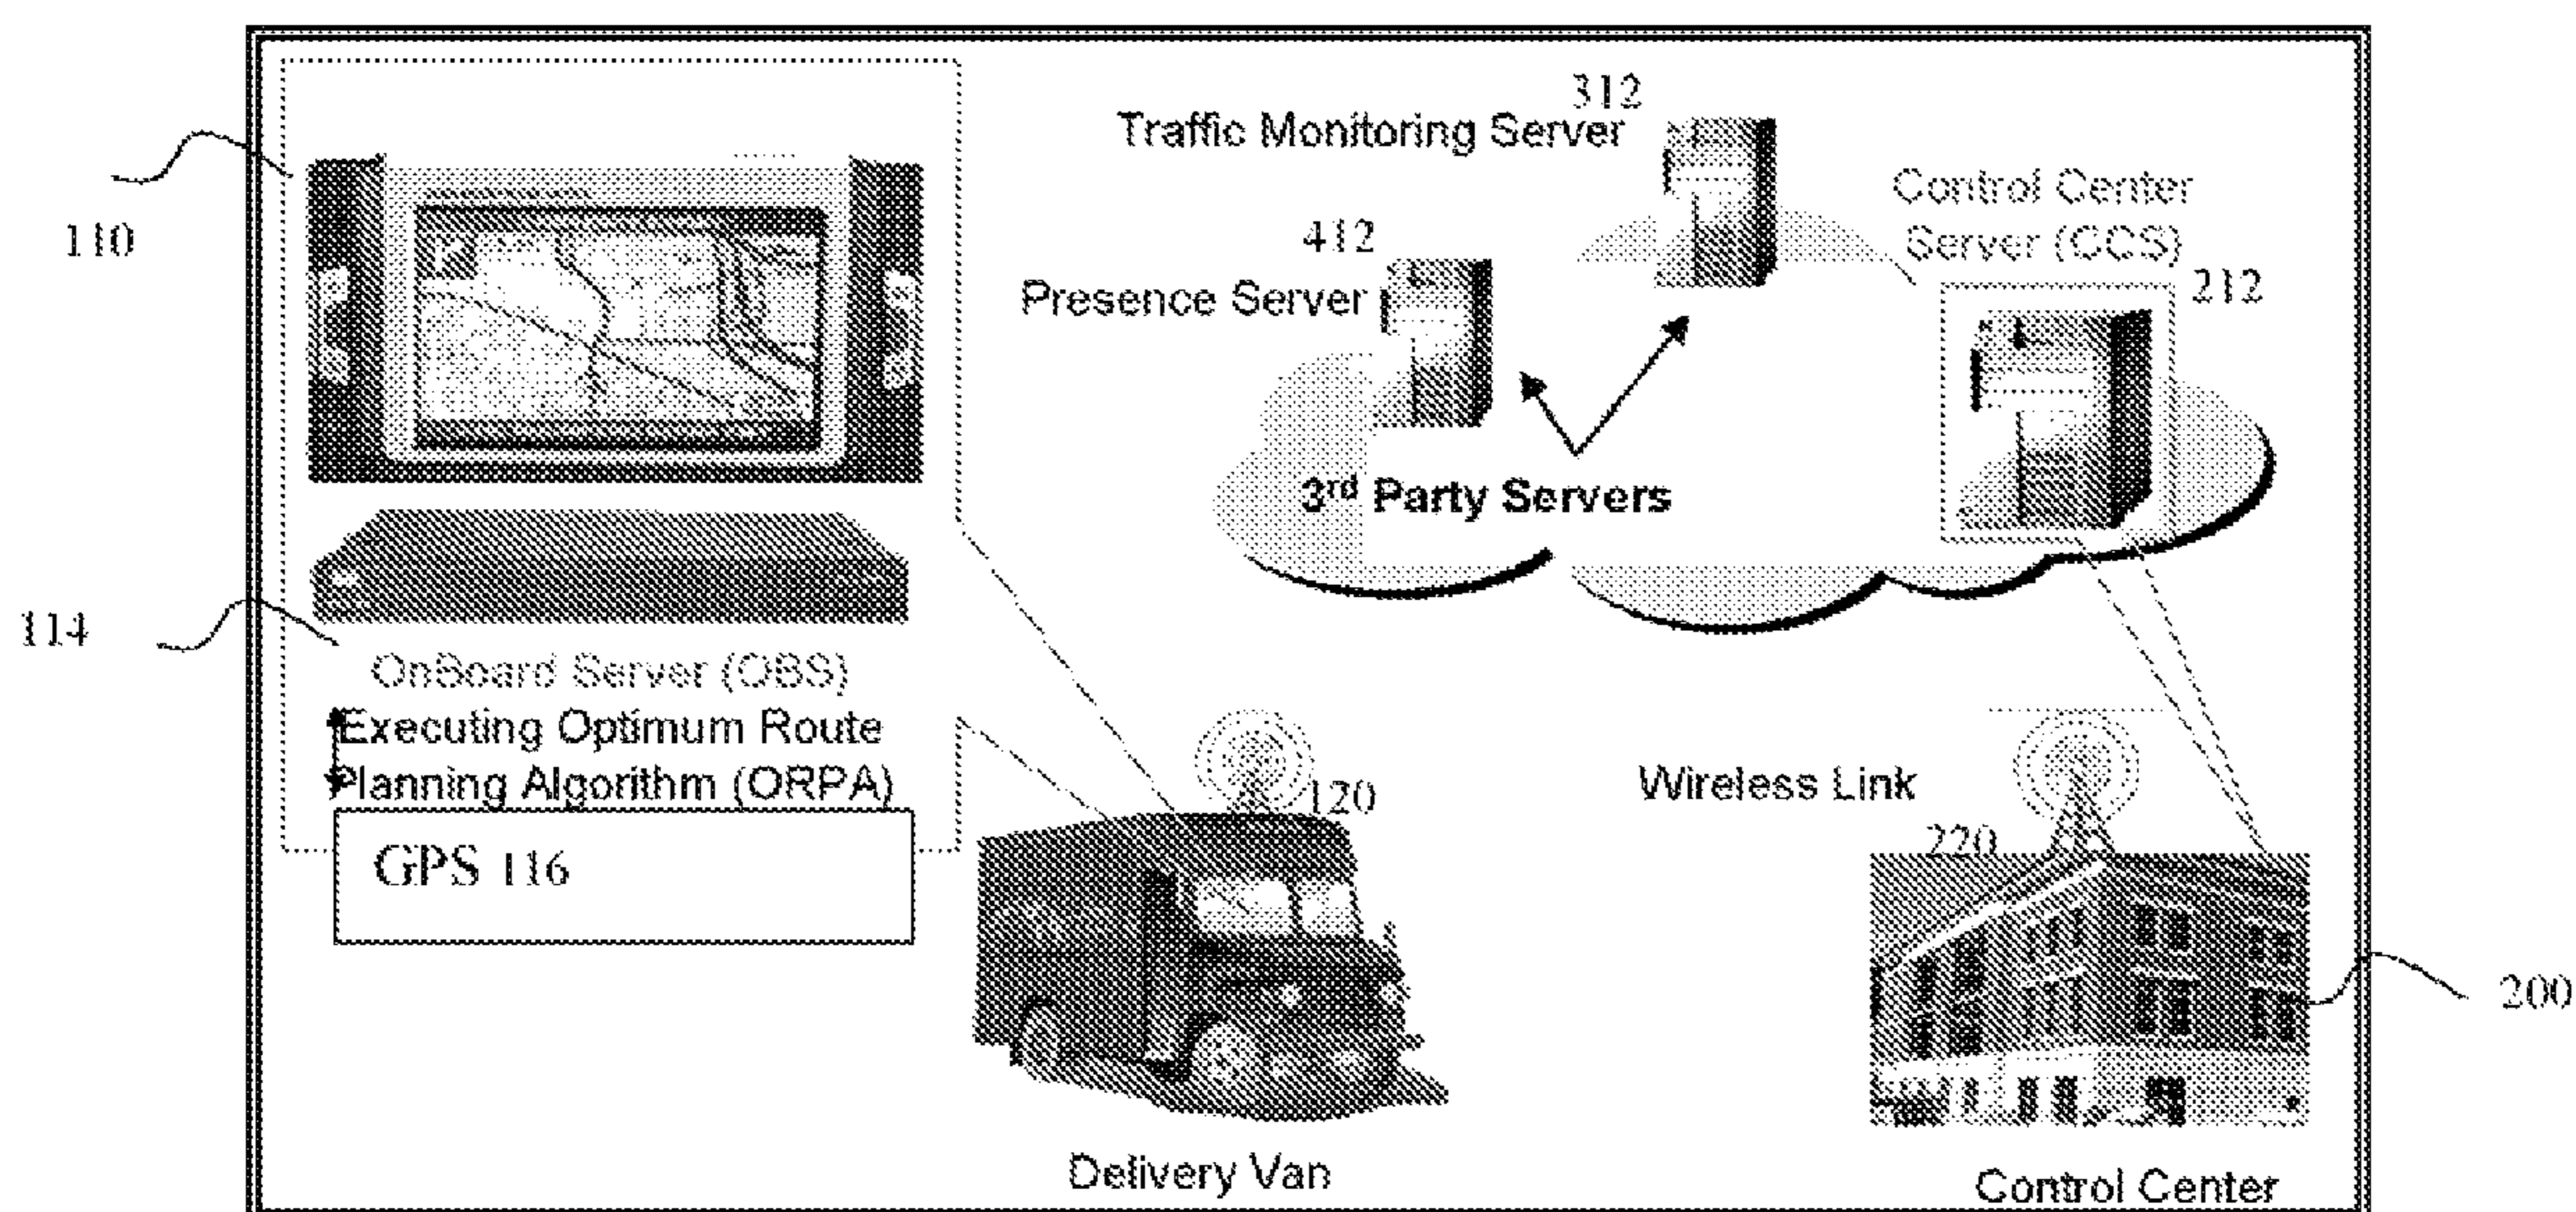 312
Traffic Monitoring Server
Control Center
Server (CCS)
110
412
Presence Server
212
3rd Party Servers
114
OnBoard Server (OBS)
Executing Optimum Route
Planning Algorithm (ORPA)
GPS 116
120
Wireless Link
220
200
Delivery Van
Control Center